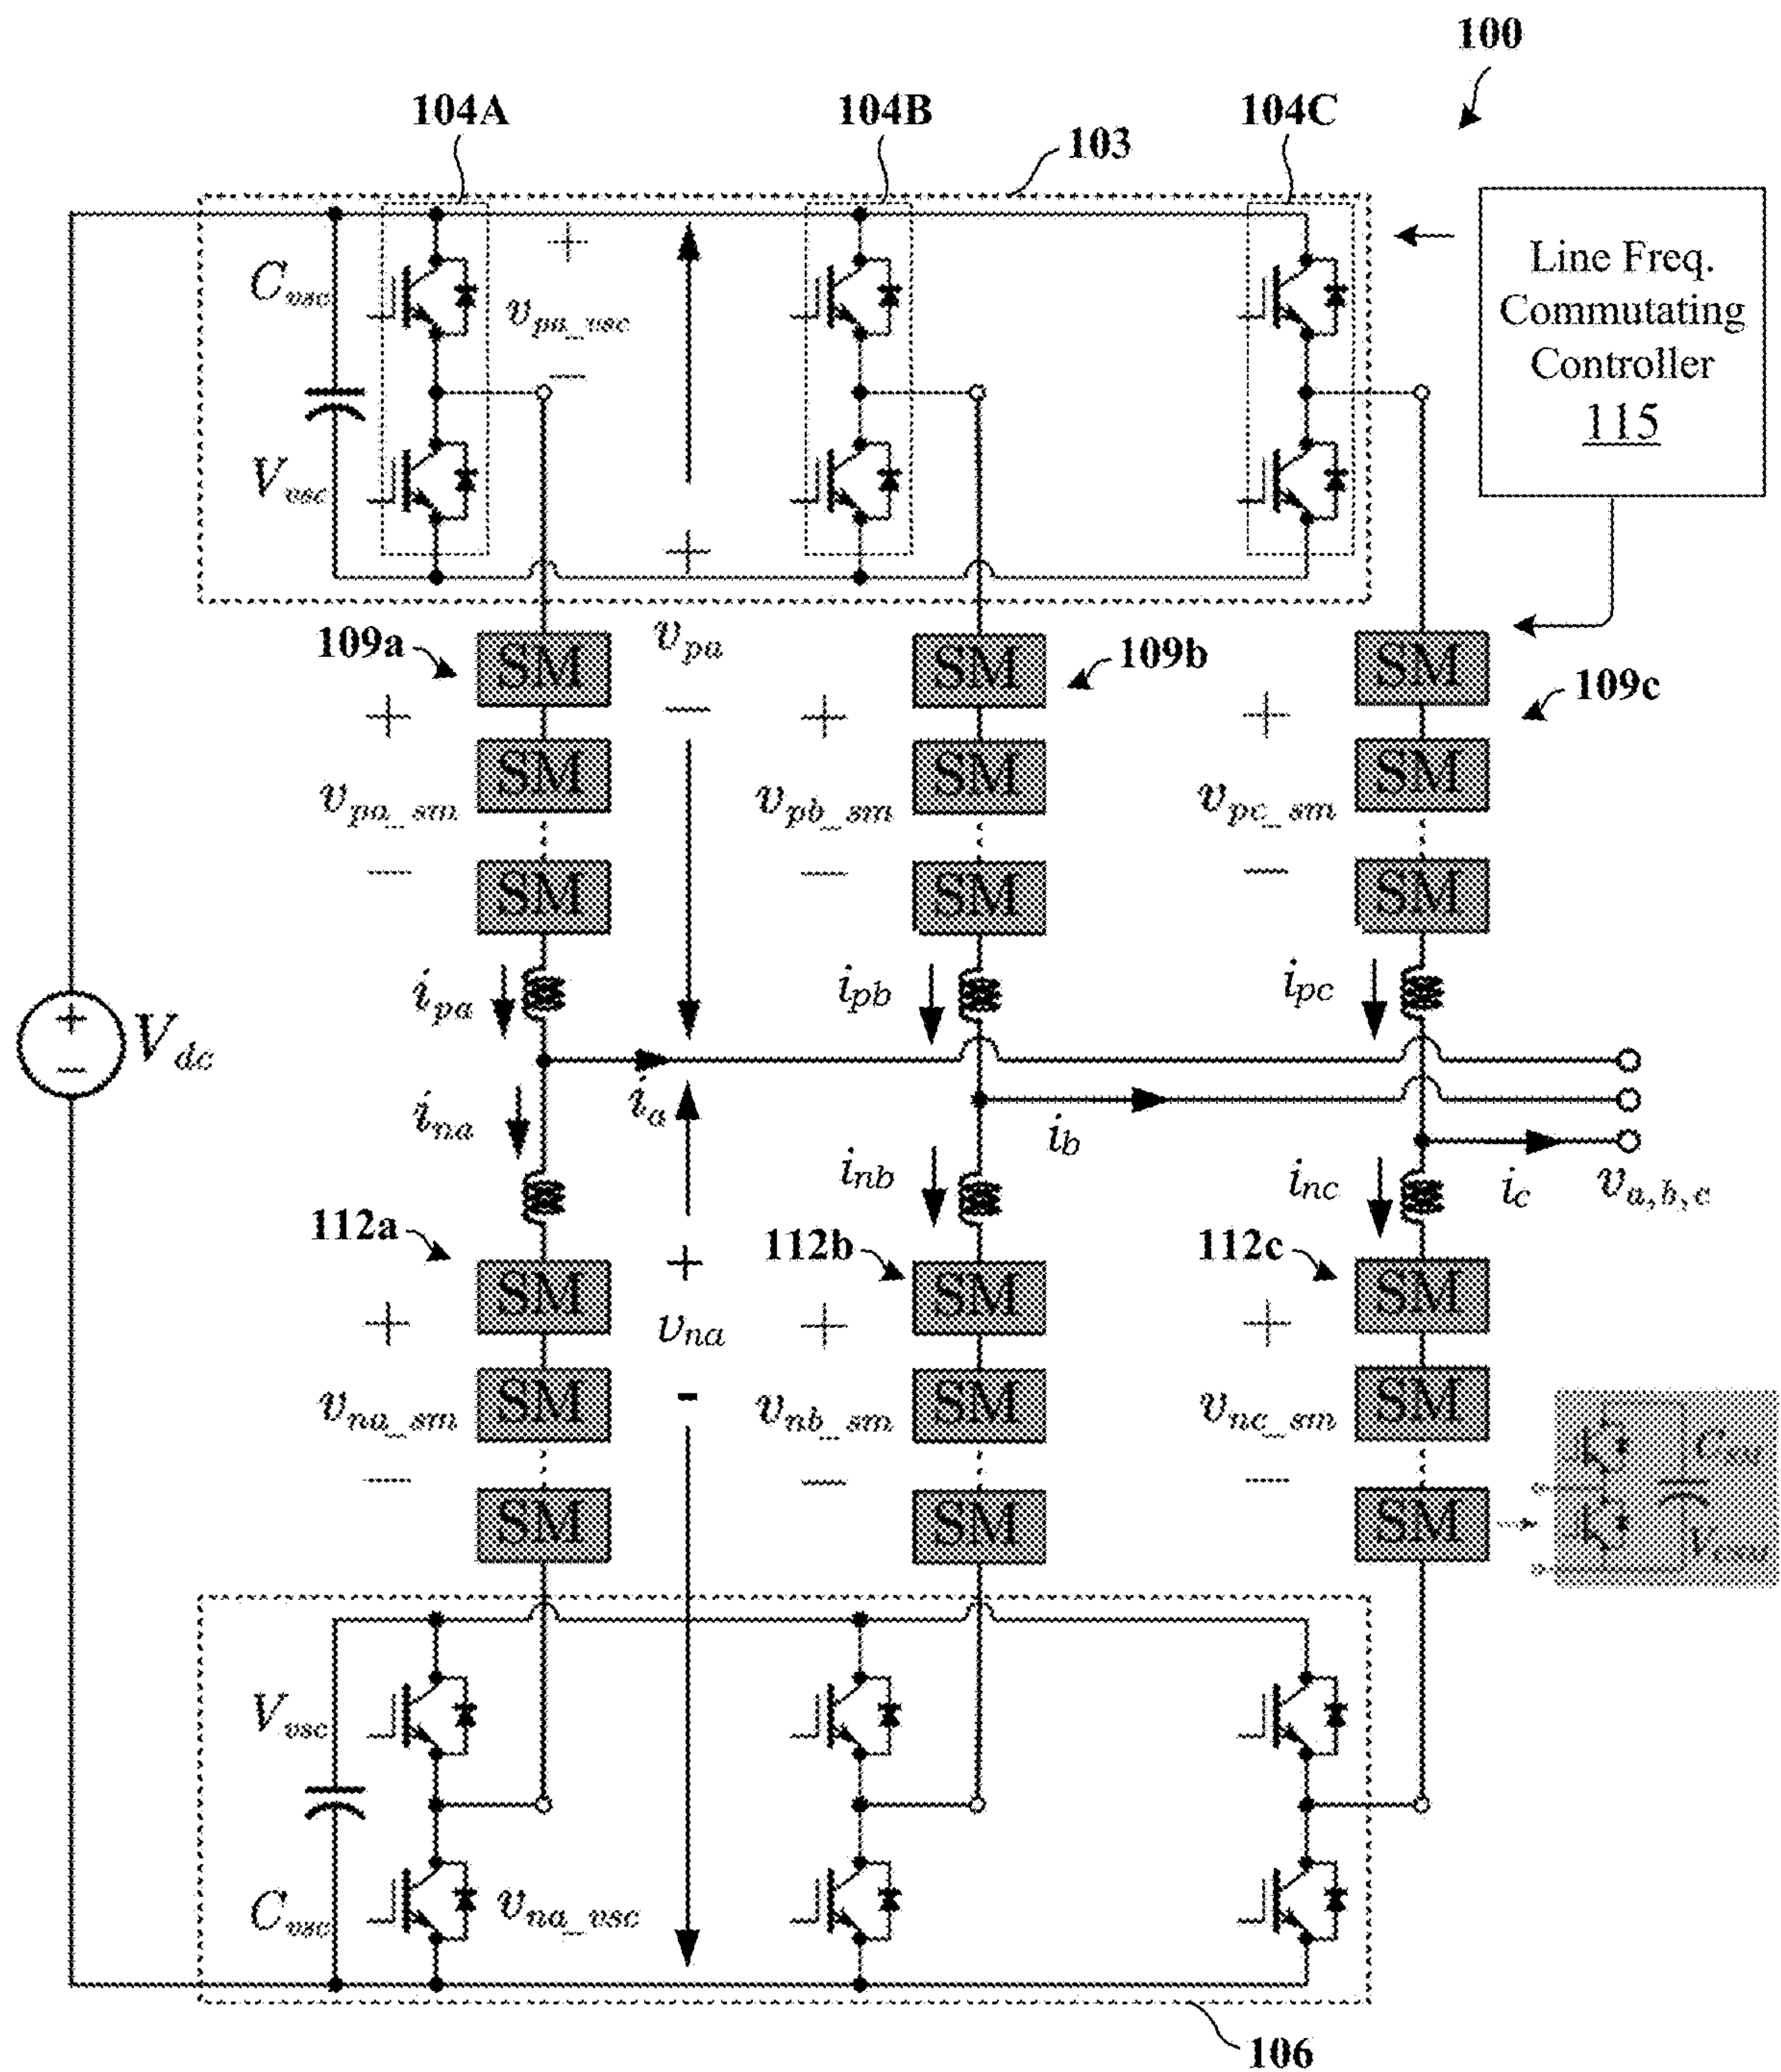 100
104A
104B
104C
103
Line Freq.
Commutating
Controller
115
+
C_vsc
v_pa_vsc
−
V_vsc
+
v_pa
−
109a
109b
109c
SM
SM
SM
+
+
+
SM
SM
SM
v_pa_sm
v_pb_sm
v_pc_sm
−
−
−
SM
SM
SM
i_pa
i_pb
i_pc
+
−
V_dc
i_a
i_na
i_b
i_nb
i_nc
i_c
v_a,b,c
112a
112b
112c
+
v_na
-
SM
SM
SM
+
+
+
SM
SM
SM
v_na_sm
v_nb_sm
v_nc_sm
−
−
−
SM
SM
SM
V_vsc
C_vsc
v_na_vsc
106